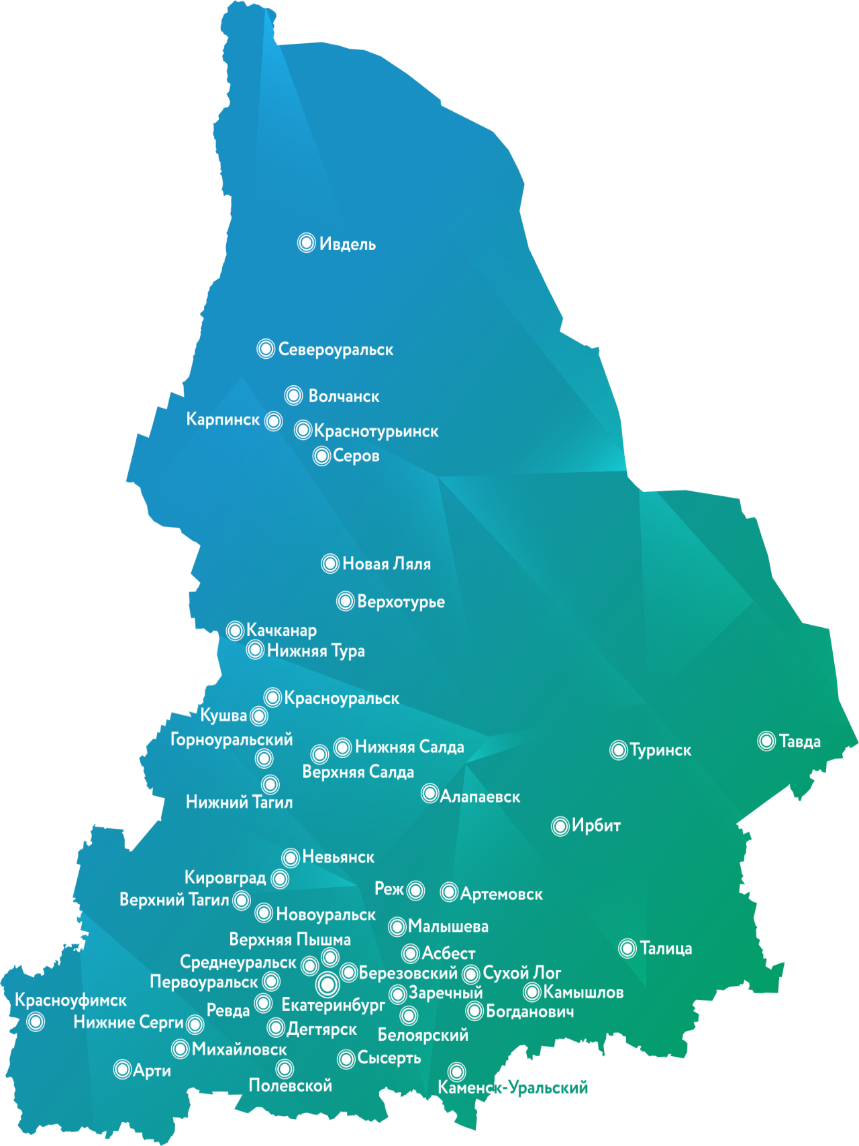 Ивдель
Североуральск
Волчанск
Карпинск
Краснотурьинск
Серов
Новая Ляля
Верхотурье
Качканар
Нижняя Тура
Красноуральск
Кушва
Горноуральский
Нижняя Салда
Верхняя Салда
Туринск
Тавда
Нижний Тагил
Алапаевск
Ирбит
Невьянск
Кировград
Реж
Артемовск
Верхний Тагил
Новоуральск
Малышева
Верхняя Пышма
Асбест
Талица
Среднеуральск
Березовский
Сухой Лог
Первоуральск
Заречный
Камышлов
Красноуфимск
Екатеринбург
Ревда
Богданович
Нижние Серги
Дегтярск
Белоярский
Михайловск
Сысерть
Арти
Полевской
Каменск-Уральский